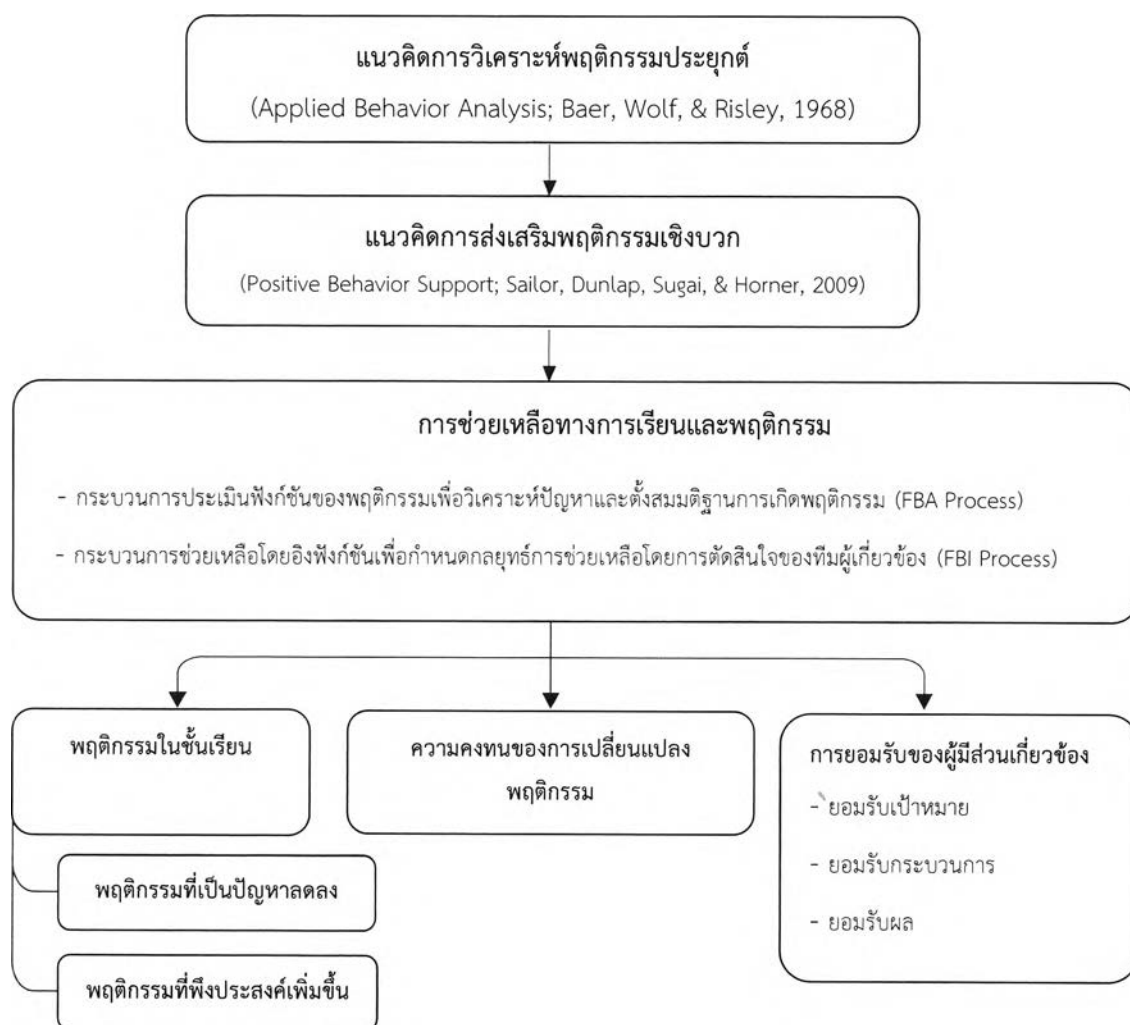 แนวคิดการวิเคราะห์พฤติกรรมประยุกต์
(Applied Behavior Analysis; Baer, Wolf, & Risley, 1968)
แนวคิดการส่งเสริมพฤติกรรมเชิงบวก
(Positive Behavior Support; Sailor, Dunlap, Sugai, & Horner, 2009)
การช่วยเหลือทางการเรียนและพฤติกรรม
- กระบวนการประเมินฟังก์ชันของพฤติกรรมเพื่อวิเคราะห์ปัญหาและตั้งสมมติฐานการเกิดพฤติกรรม (FBA Process)
- กระบวนการช่วยเหลือโดยอิงฟังก์ชันเพื่อกำหนดกลยุทธ์การช่วยเหลือโดยการตัดสินใจของทีมผู้เกี่ยวข้อง (FBI Process)
พฤติกรรมในชั้นเรียน
พฤติกรรมที่เป็นปัญหาลดลง
พฤติกรรมที่พึงประสงค์เพิ่มขึ้น
ความคงทนของการเปลี่ยนแปลง
พฤติกรรม
การยอมรับของผู้มีส่วนเกี่ยวข้อง
- ยอมรับเป้าหมาย
- ยอมรับกระบวนการ
- ยอมรับผล